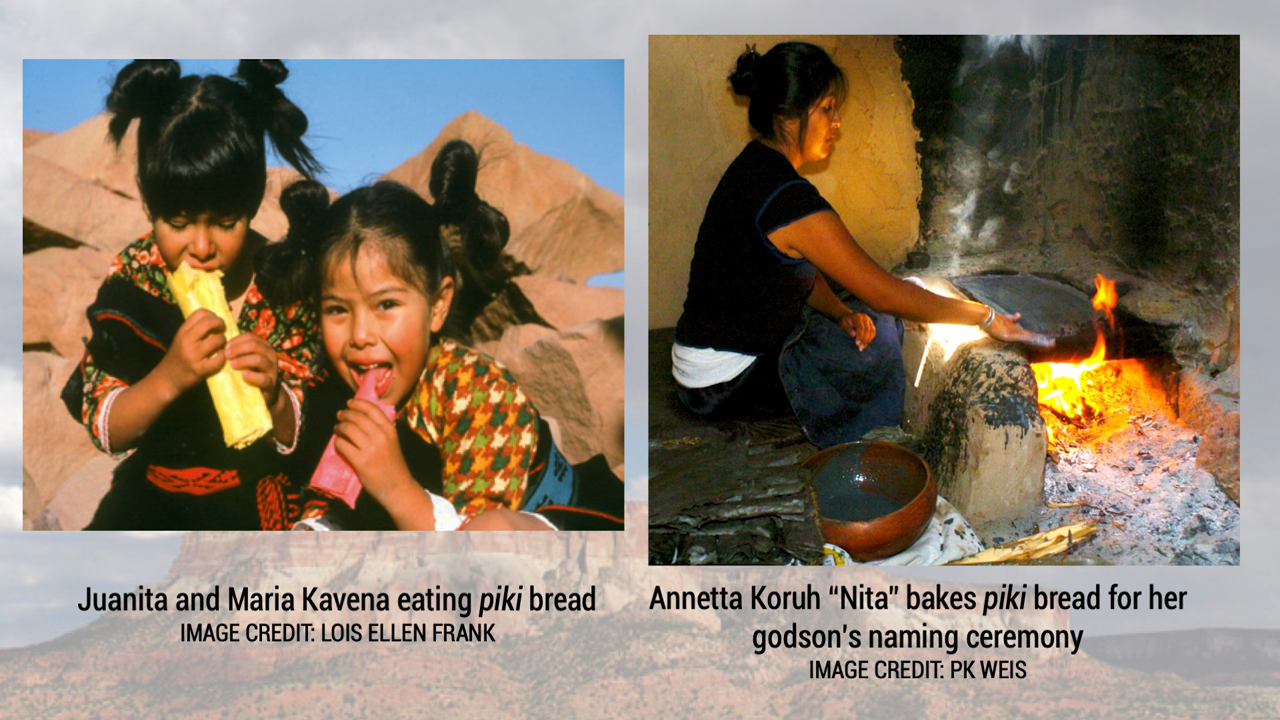 Juanita and Maria Kavena eating piki bread
IMAGE CREDIT: LOIS ELLEN FRANK
Annetta Koruh “Nita” bakes piki bread for her
godson's naming ceremony
IMAGE CREDIT: PK WEIS